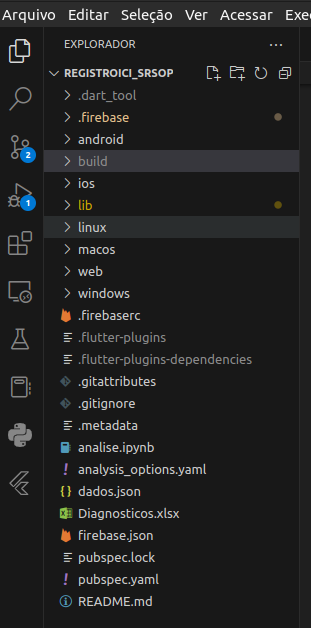 Arquivo Editar Seleção Ver Acessar Exec
EXPLORADOR
REGISTROICI_SRSOP
.dart_tool
.firebase
android
build
ios
2
lib
1
linux
macos
web
windows
.firebaserc
.flutter-plugins
.flutter-plugins-dependencies
.gitattributes
.gitignore
.metadata
analise.ipynb
analysis_options.yaml
dados.json
Diagnosticos.xlsx
firebase.json
pubspec.lock
pubspec.yaml
README.md